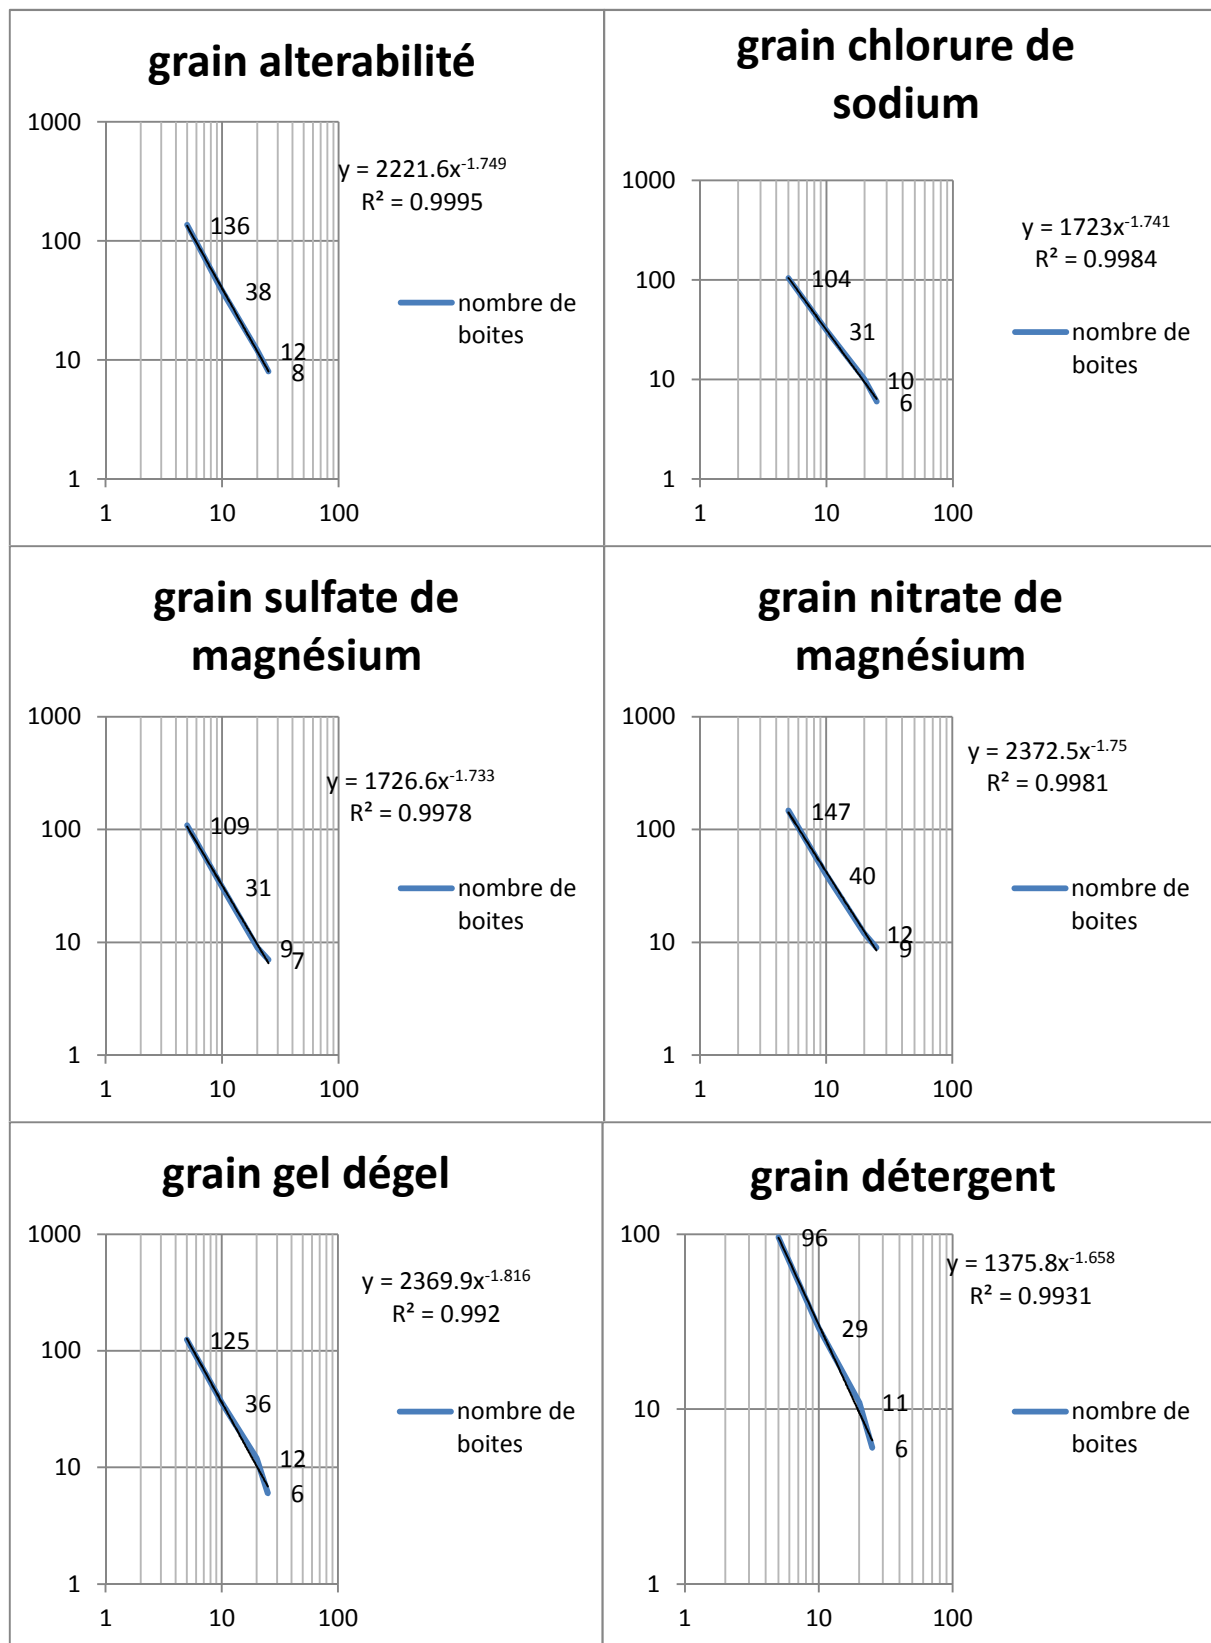 grain alterabilité
1000
100
10
1
1
10
100
136
38
12
8
y = 2221.6x-1.749
R² = 0.9995
nombre de
boites
grain chlorure de
sodium
1000
100
10
1
1
10
100
104
31
10
6
y = 1723x-1.741
R² = 0.9984
nombre de
boites
grain sulfate de
magnésium
1000
100
10
1
1
10
100
109
31
9
7
y = 1726.6x-1.733
R² = 0.9978
nombre de
boites
grain nitrate de
magnésium
1000
100
10
1
1
10
100
147
40
12
9
y = 2372.5x-1.75
R² = 0.9981
nombre de
boites
grain gel dégel
1000
100
10
1
1
10
100
125
36
12
6
y = 2369.9x-1.816
R² = 0.992
nombre de
boites
grain détergent
100
10
1
1
10
100
96
29
11
6
y = 1375.8x-1.658
R² = 0.9931
nombre de
boites